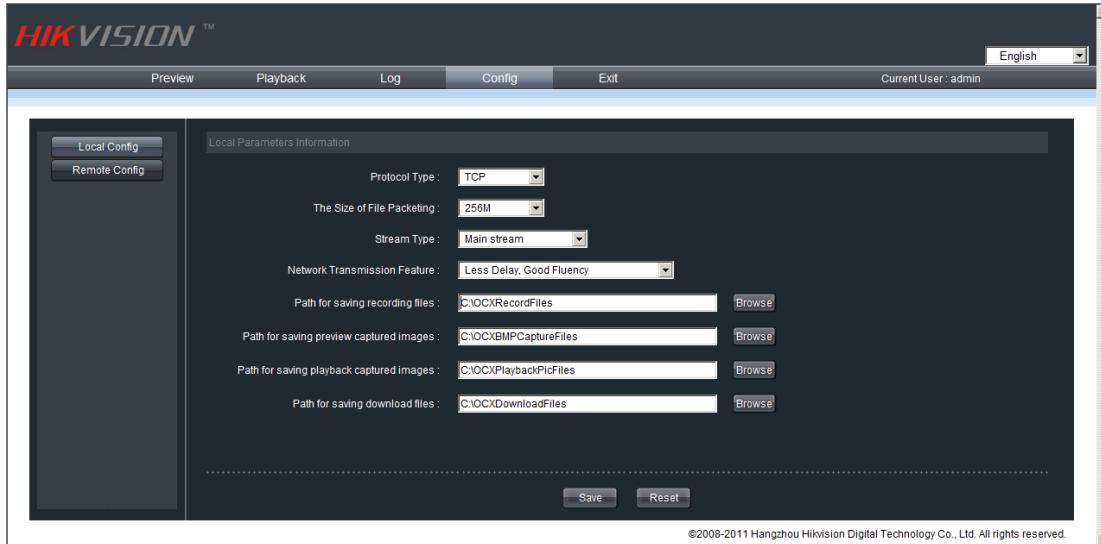 HIKVISION ™
English
Preview Playback Log Config Exit Current User : admin
Local Config
Remote Config
Local Parameters Information
Protocol Type : TCP
The Size of File Packeting : 256M
Stream Type : Main stream
Network Transmission Feature : Less Delay, Good Fluency
Path for saving recording files : C:\OCXRecordFiles Browse
Path for saving preview captured images : C:\OCXBMPCaptureFiles Browse
Path for saving playback captured images : C:\OCXPlaybackPicFiles Browse
Path for saving download files : C:\OCXDownloadFiles Browse
Save Reset
©2008-2011 Hangzhou Hikvision Digital Technology Co., Ltd. All rights reserved.